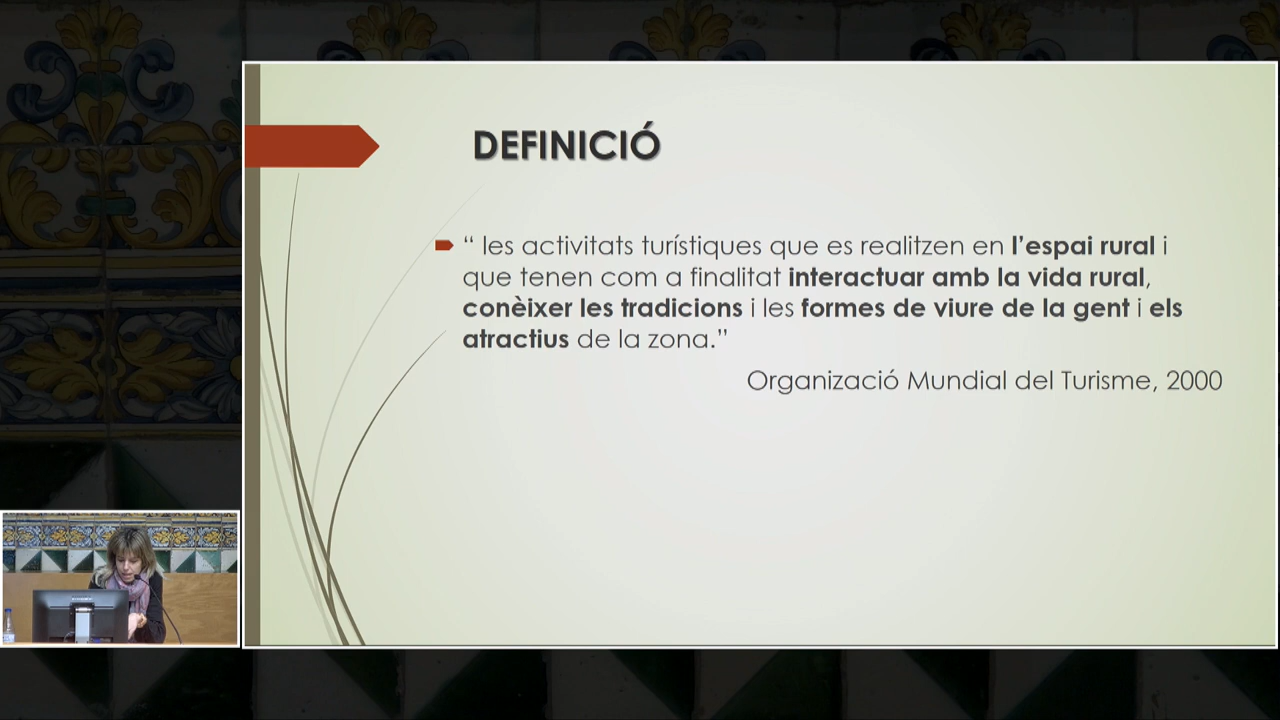 DEFINICIÓ
“ les activitats turístiques que es realitzen en l’espai rural i
que tenen com a finalitat interactuar amb la vida rural,
conèixer les tradicions i les formes de viure de la gent i els
atractius de la zona.”
Organització Mundial del Turisme, 2000